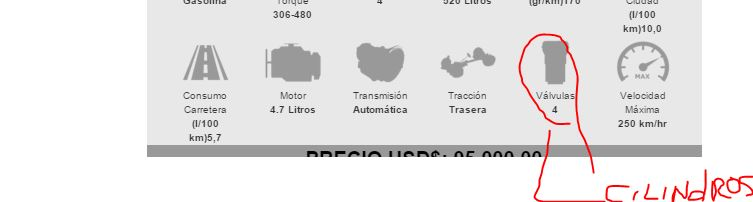 Gasolina Torque 4 520 Litros (gr/km)170 Ciudad
306-480 (l/100
km)10,0
MAX
Consumo Motor Transmisión Tracción Válvulas Velocidad
Carretera 4.7 Litros Automática Trasera 4 Máxima
(l/100 250 km/hr
km)5,7
PRECIO USD$: 95.000,00
CILINDROS